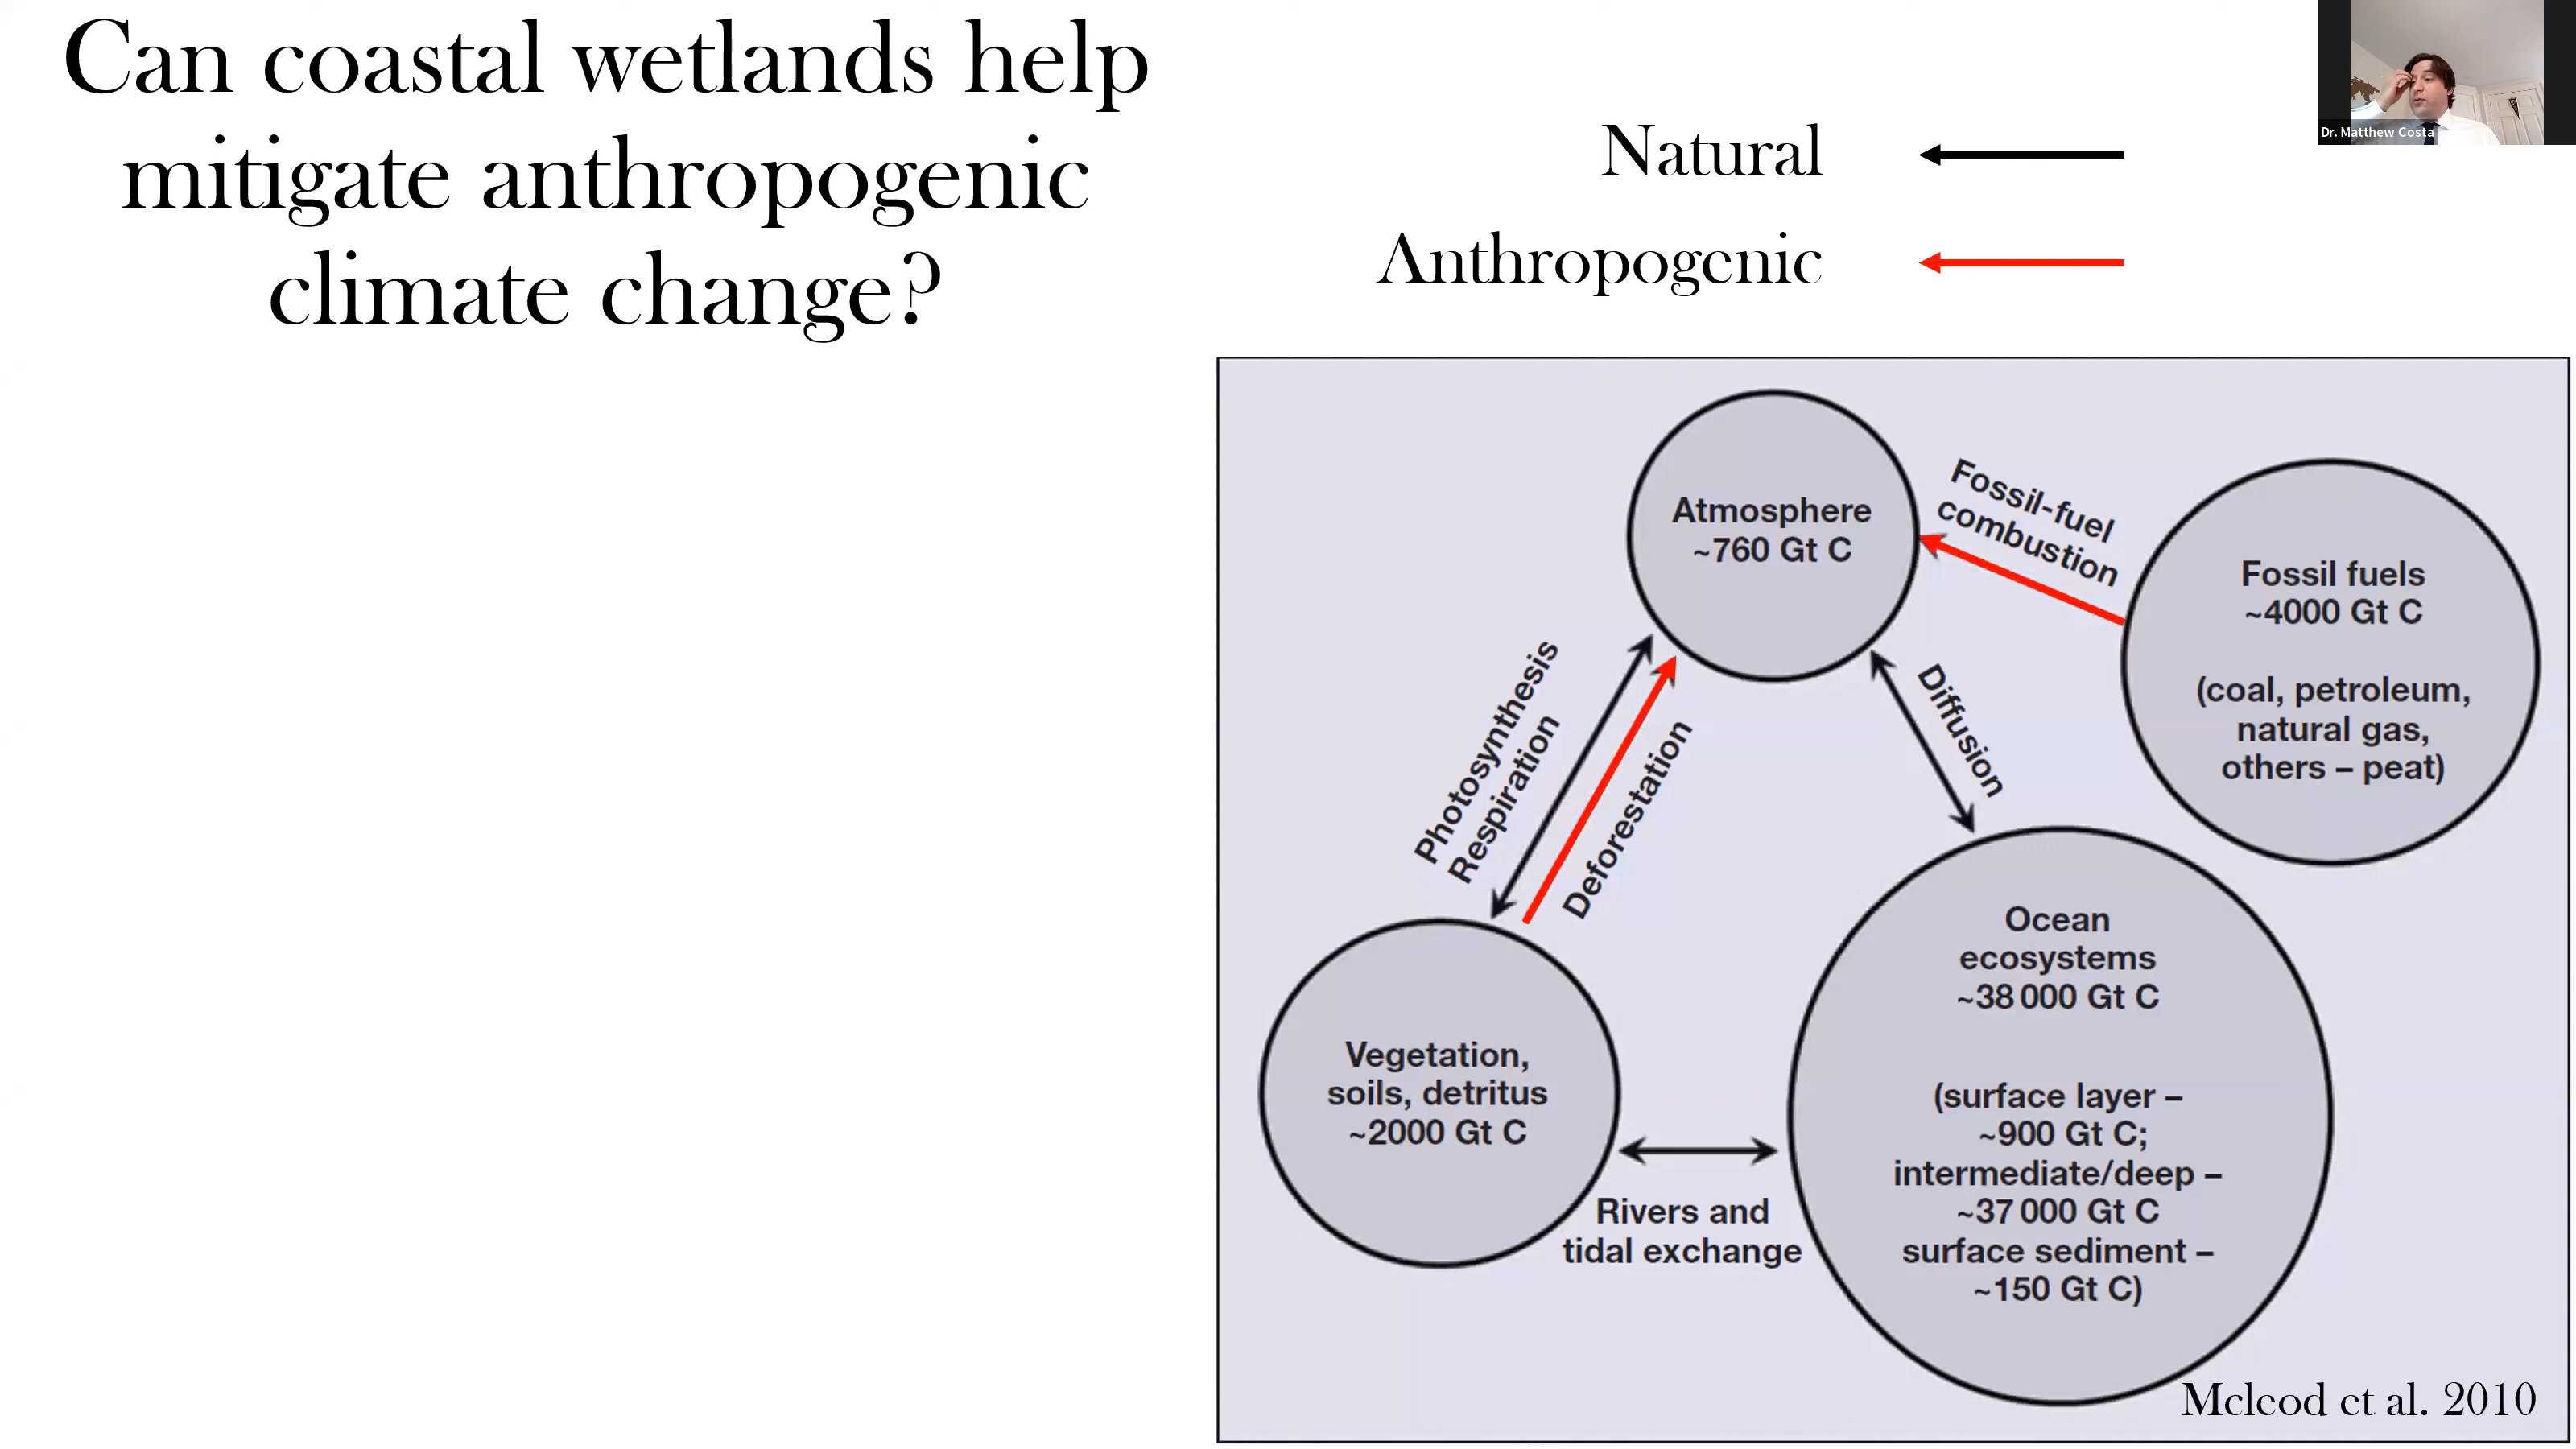 Can coastal wetlands help
mitigate anthropogenic
climate change?
Dr. Matthew Costa
Natural
Anthropogenic
Atmosphere
~760 Gt C
Fossil-fuel
combustion
Fossil fuels
~4000 Gt C
(coal, petroleum,
natural gas,
others – peat)
Photosynthesis
Respiration
Deforestation
Diffusion
Ocean
ecosystems
~38 000 Gt C
(surface layer –
~900 Gt C;
intermediate/deep –
~37 000 Gt C
surface sediment –
~150 Gt C)
Vegetation,
soils, detritus
~2000 Gt C
Rivers and
tidal exchange
Mcleod et al. 2010